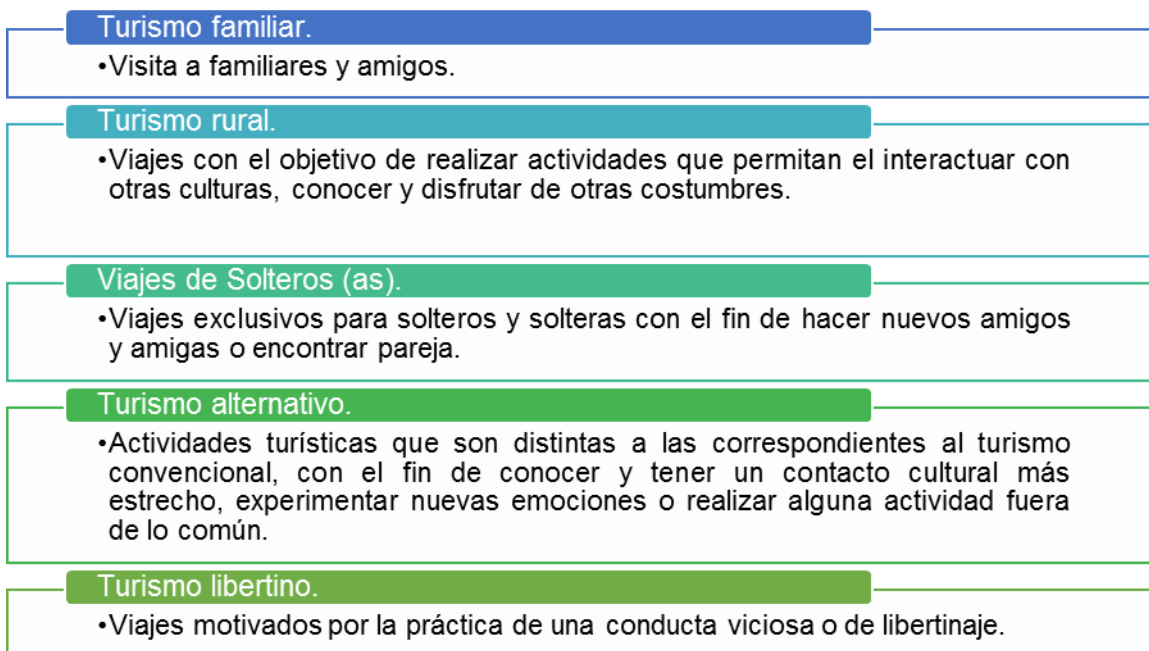 Turismo familiar.
•Visita a familiares y amigos.
Turismo rural.
•Viajes con el objetivo de realizar actividades que permitan el interactuar con
otras culturas, conocer y disfrutar de otras costumbres.
Viajes de Solteros (as).
•Viajes exclusivos para solteros y solteras con el fin de hacer nuevos amigos
y amigas o encontrar pareja.
Turismo alternativo.
•Actividades turísticas que son distintas a las correspondientes al turismo
convencional, con el fin de conocer y tener un contacto cultural más
estrecho, experimentar nuevas emociones o realizar alguna actividad fuera
de lo común.
Turismo libertino.
•Viajes motivados por la práctica de una conducta viciosa o de libertinaje.